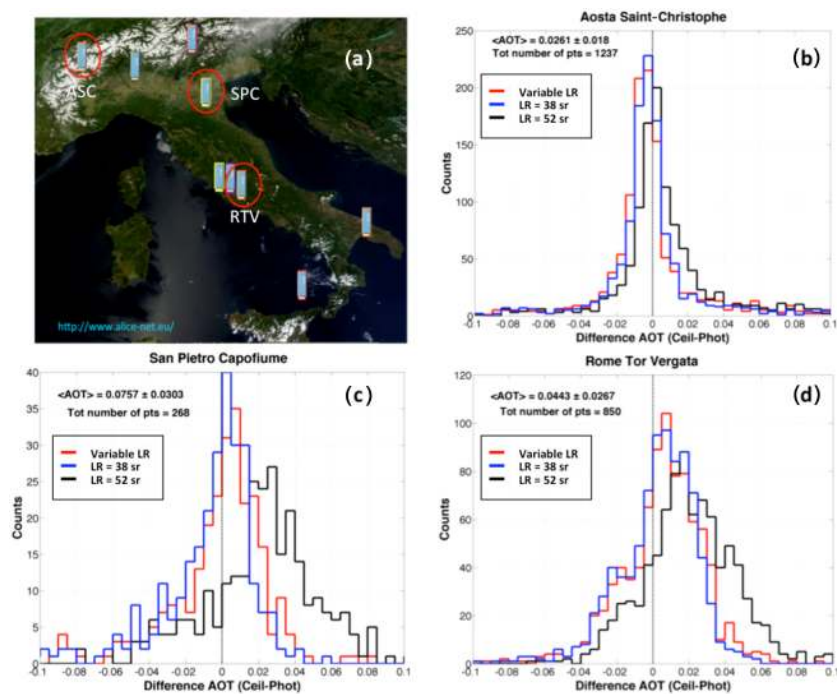 (a)
ASC
SPC
RTV
http://www.alice-net.eu/
Aosta Saint-Christophe
(b)
<AOT> = 0.0261 ± 0.018
Tot number of pts = 1237
Variable LR
LR = 38 sr
LR = 52 sr
Counts
250
200
150
100
50
0
-0.1 -0.08 -0.06 -0.04 -0.02 0 0.02 0.04 0.06 0.08 0.1
Difference AOT (Ceil-Phot)
San Pietro Capofiume
(c)
<AOT> = 0.0757 ± 0.0303
Tot number of pts = 268
Variable LR
LR = 38 sr
LR = 52 sr
Counts
40
35
30
25
20
15
10
5
0
-0.1 -0.08 -0.06 -0.04 -0.02 0 0.02 0.04 0.06 0.08 0.1
Difference AOT (Ceil-Phot)
Rome Tor Vergata
(d)
<AOT> = 0.0443 ± 0.0267
Tot number of pts = 850
Variable LR
LR = 38 sr
LR = 52 sr
Counts
120
100
80
60
40
20
0
-0.1 -0.08 -0.06 -0.04 -0.02 0 0.02 0.04 0.06 0.08 0.1
Difference AOT (Ceil-Phot)